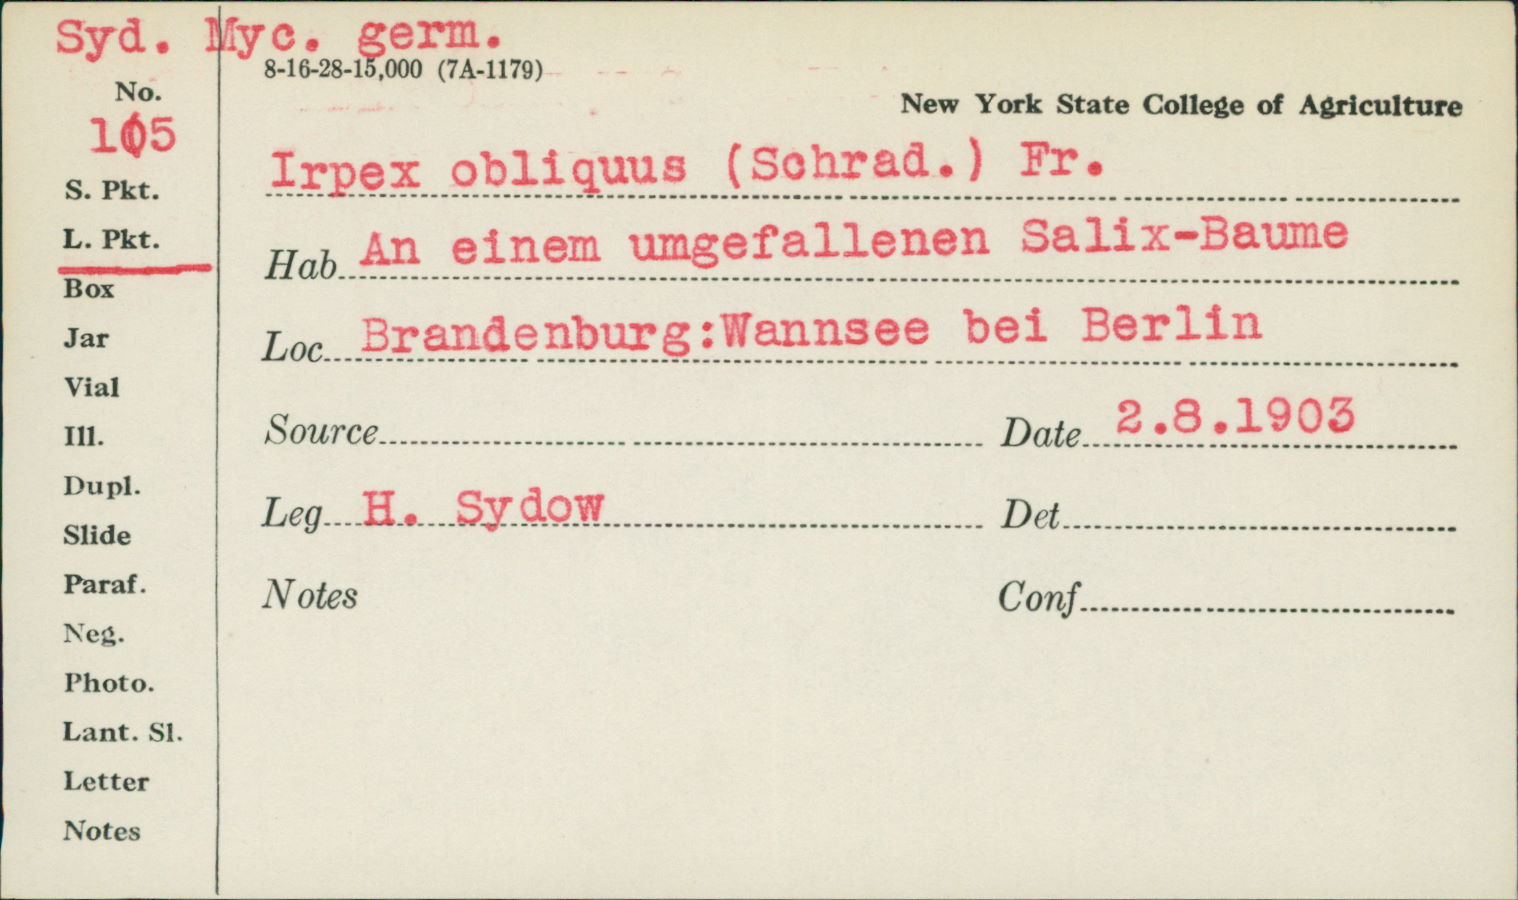 Syd. Myc. germ.
8-16-28-15,000 (7A-1179)
No.
New York State College of Agriculture
105
Irpex obliquus (Schrad.) Fr.
S. Pkt.
L. Pkt.
Hab An einem umgefallenen Salix-Baume
Box
Jar
Loc Brandenburg:Wannsee bei Berlin
Vial
Ill.
Source Date 2.8.1903
Dupl.
Leg H. Sydow Det
Slide
Paraf.
Notes Conf
Neg.
Photo.
Lant. Sl.
Letter
Notes